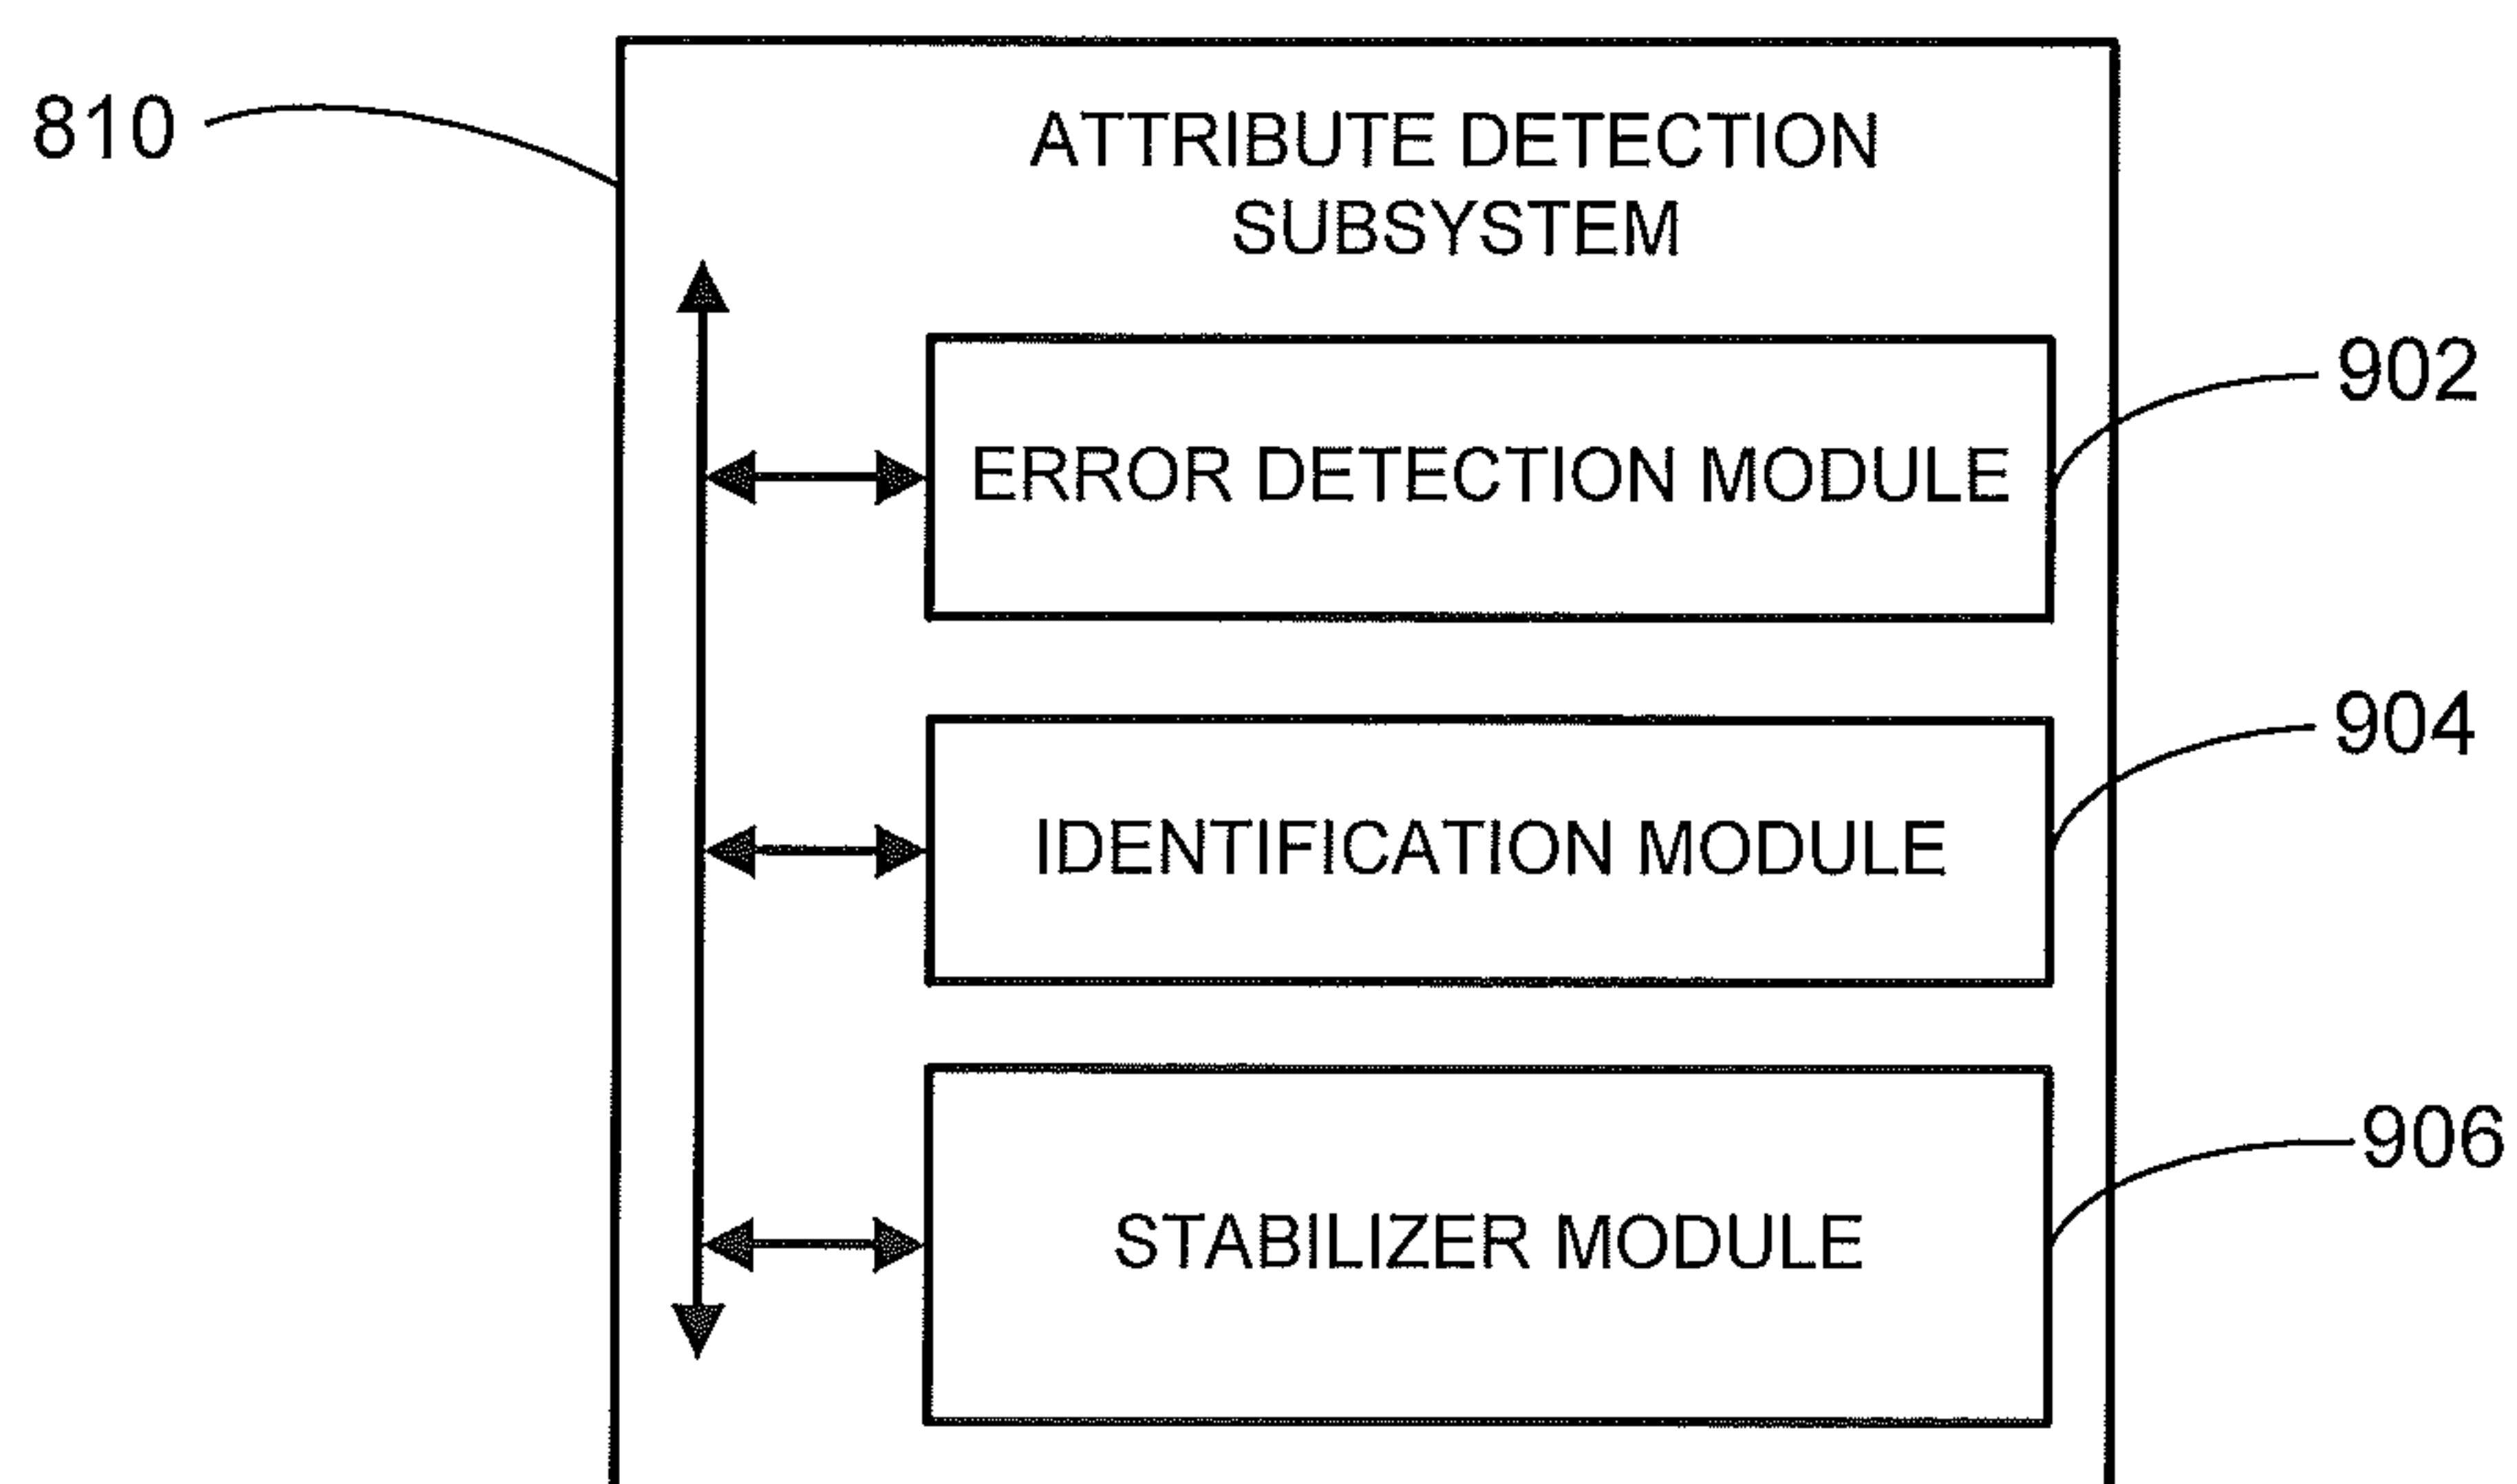 810
ATTRIBUTE DETECTION
SUBSYSTEM
902
ERROR DETECTION MODULE
904
IDENTIFICATION MODULE
906
STABILIZER MODULE